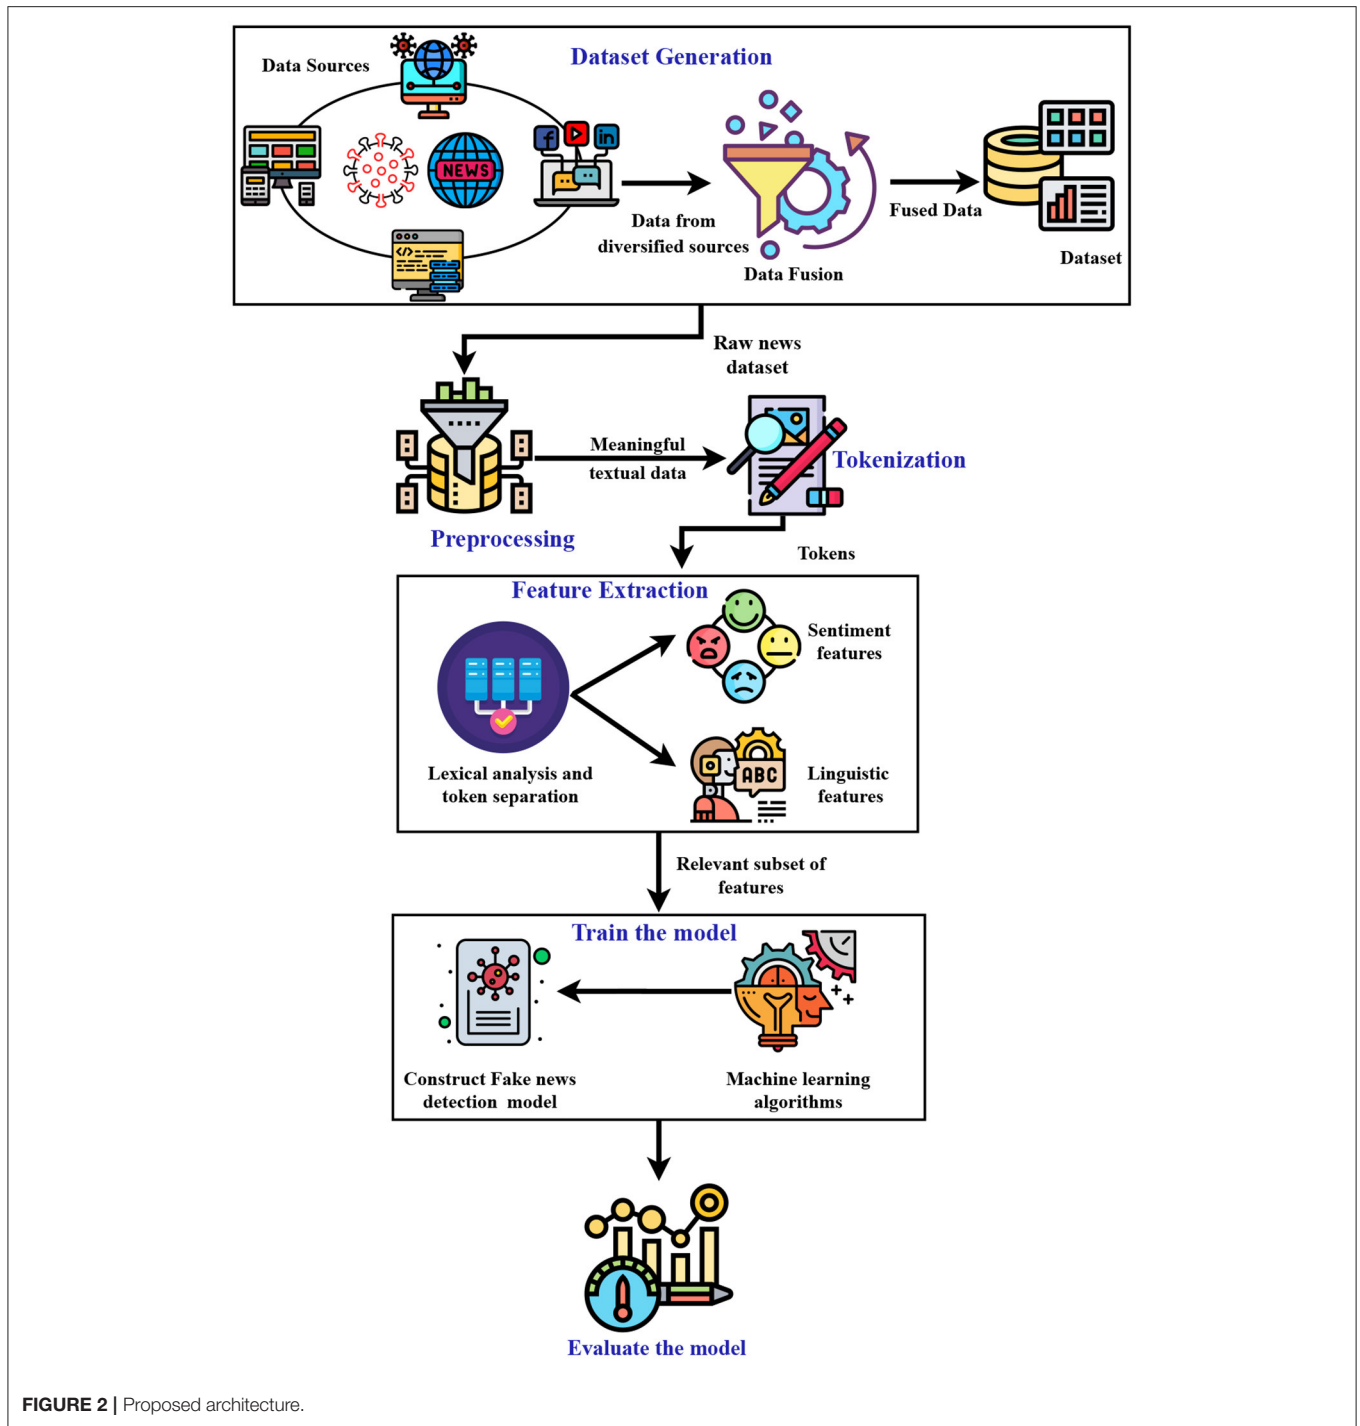 Dataset Generation
Data Sources
f
in
NEWS
</>
Data from
diversified sources
Data Fusion
Fused Data
Dataset
Raw news
dataset
Meaningful
textual data
Preprocessing
Tokenization
Tokens
Feature Extraction
Sentiment
features
Lexical analysis and
token separation
ABC
Linguistic
features
Relevant subset of
features
Train the model
Construct Fake news
detection model
Machine learning
algorithms
Evaluate the model
FIGURE 2 | Proposed architecture.